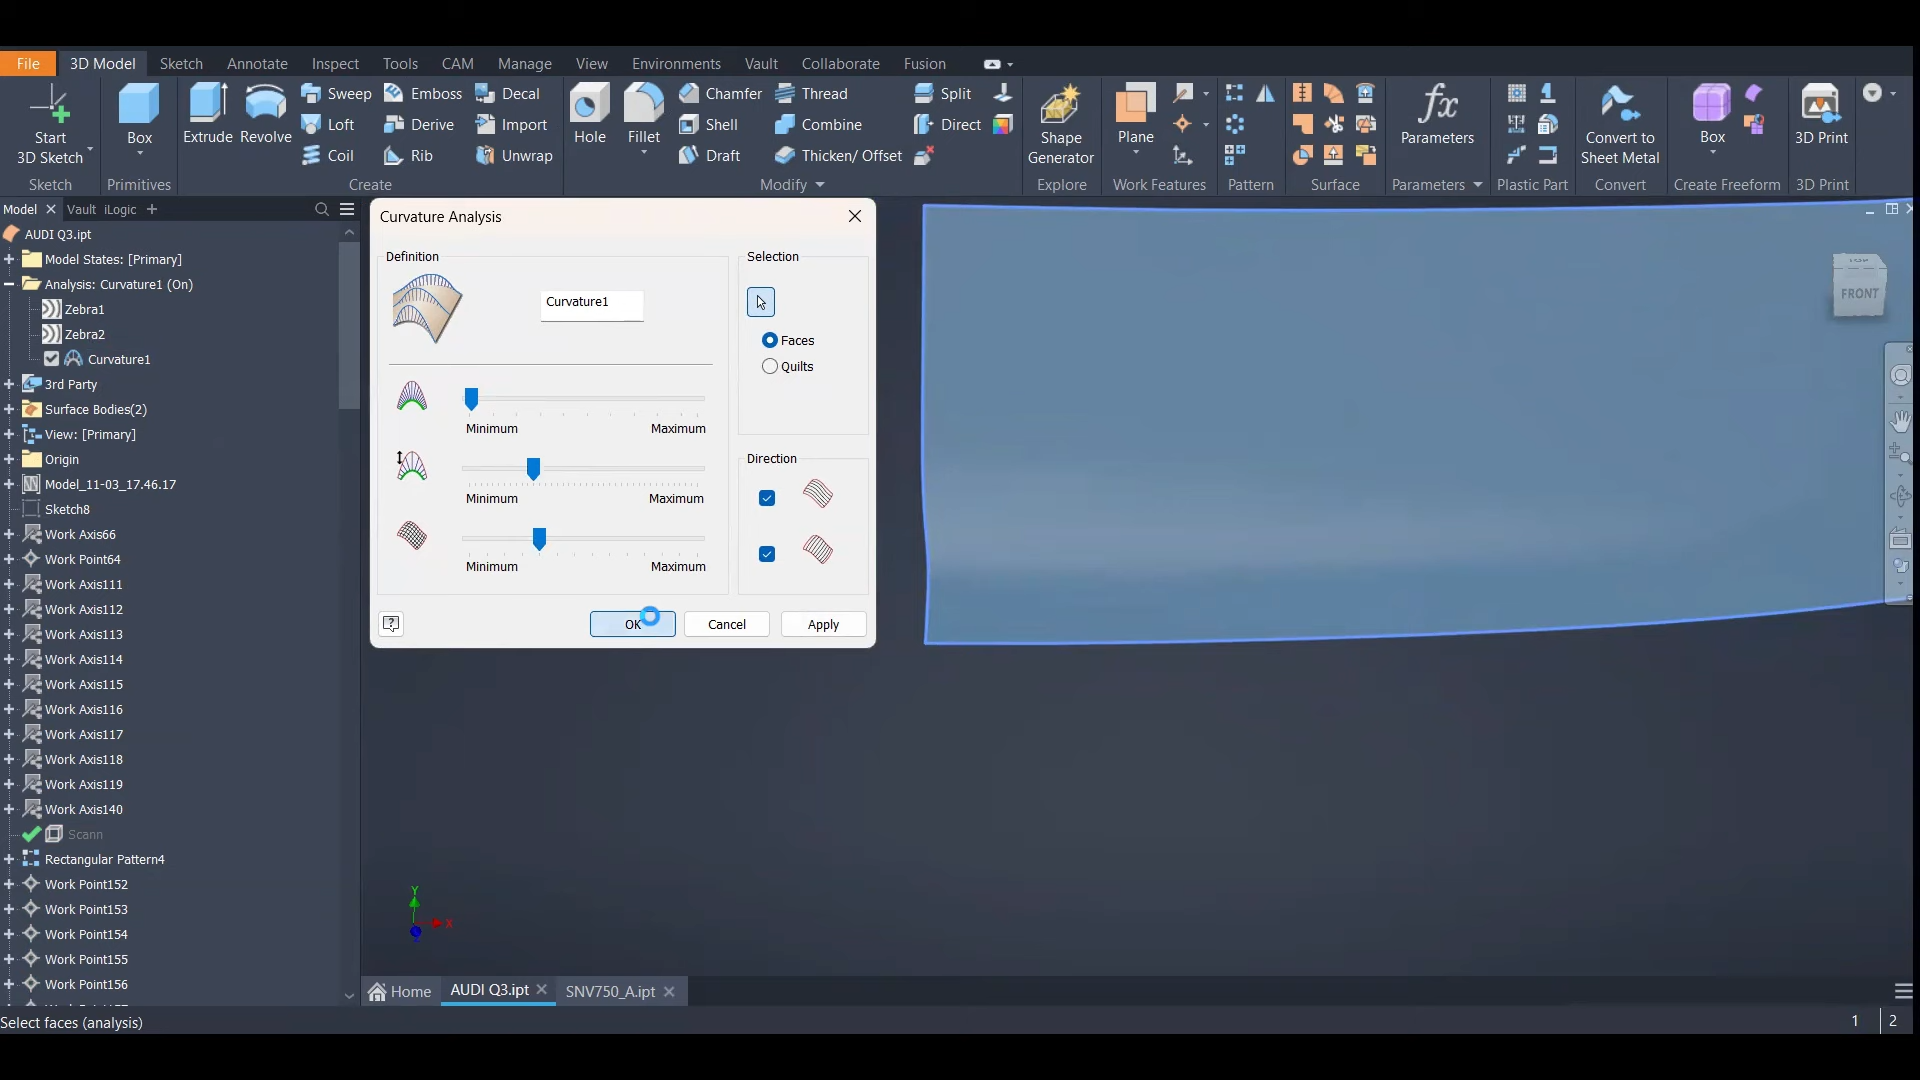 File 3D Model Sketch Annotate Inspect Tools CAM Manage View Environments Vault Collaborate Fusion
Start
3D Sketch
Sketch
Box
Primitives
Extrude
Revolve
Sweep
Loft
Coil
Emboss
Derive
Rib
Decal
Import
Unwrap
Create
Hole
Fillet
Chamfer
Shell
Draft
Thread
Combine
Thicken/ Offset
Split
Direct
Modify
Shape
Generator
Explore
Plane
Work Features
Pattern
Surface
fx
Parameters
Parameters
Plastic Part
Convert to
Sheet Metal
Convert
Box
Create Freeform
3D Print
3D Print
Model Vault iLogic
AUDI Q3.ipt
Model States: [Primary]
Analysis: Curvature1 (On)
Zebra1
Zebra2
Curvature1
3rd Party
Surface Bodies(2)
View: [Primary]
Origin
Model_11-03_17.46.17
Sketch8
Work Axis66
Work Point64
Work Axis111
Work Axis112
Work Axis113
Work Axis114
Work Axis115
Work Axis116
Work Axis117
Work Axis118
Work Axis119
Work Axis140
Scann
Rectangular Pattern4
Work Point152
Work Point153
Work Point154
Work Point155
Work Point156
Curvature Analysis
Definition
Curvature1
Minimum Maximum
Minimum Maximum
Minimum Maximum
Selection
Faces
Quilts
Direction
OK Cancel Apply
TOP
FRONT
Y
X
Home AUDI Q3.ipt SNV750_A.ipt
Select faces (analysis)
1 2